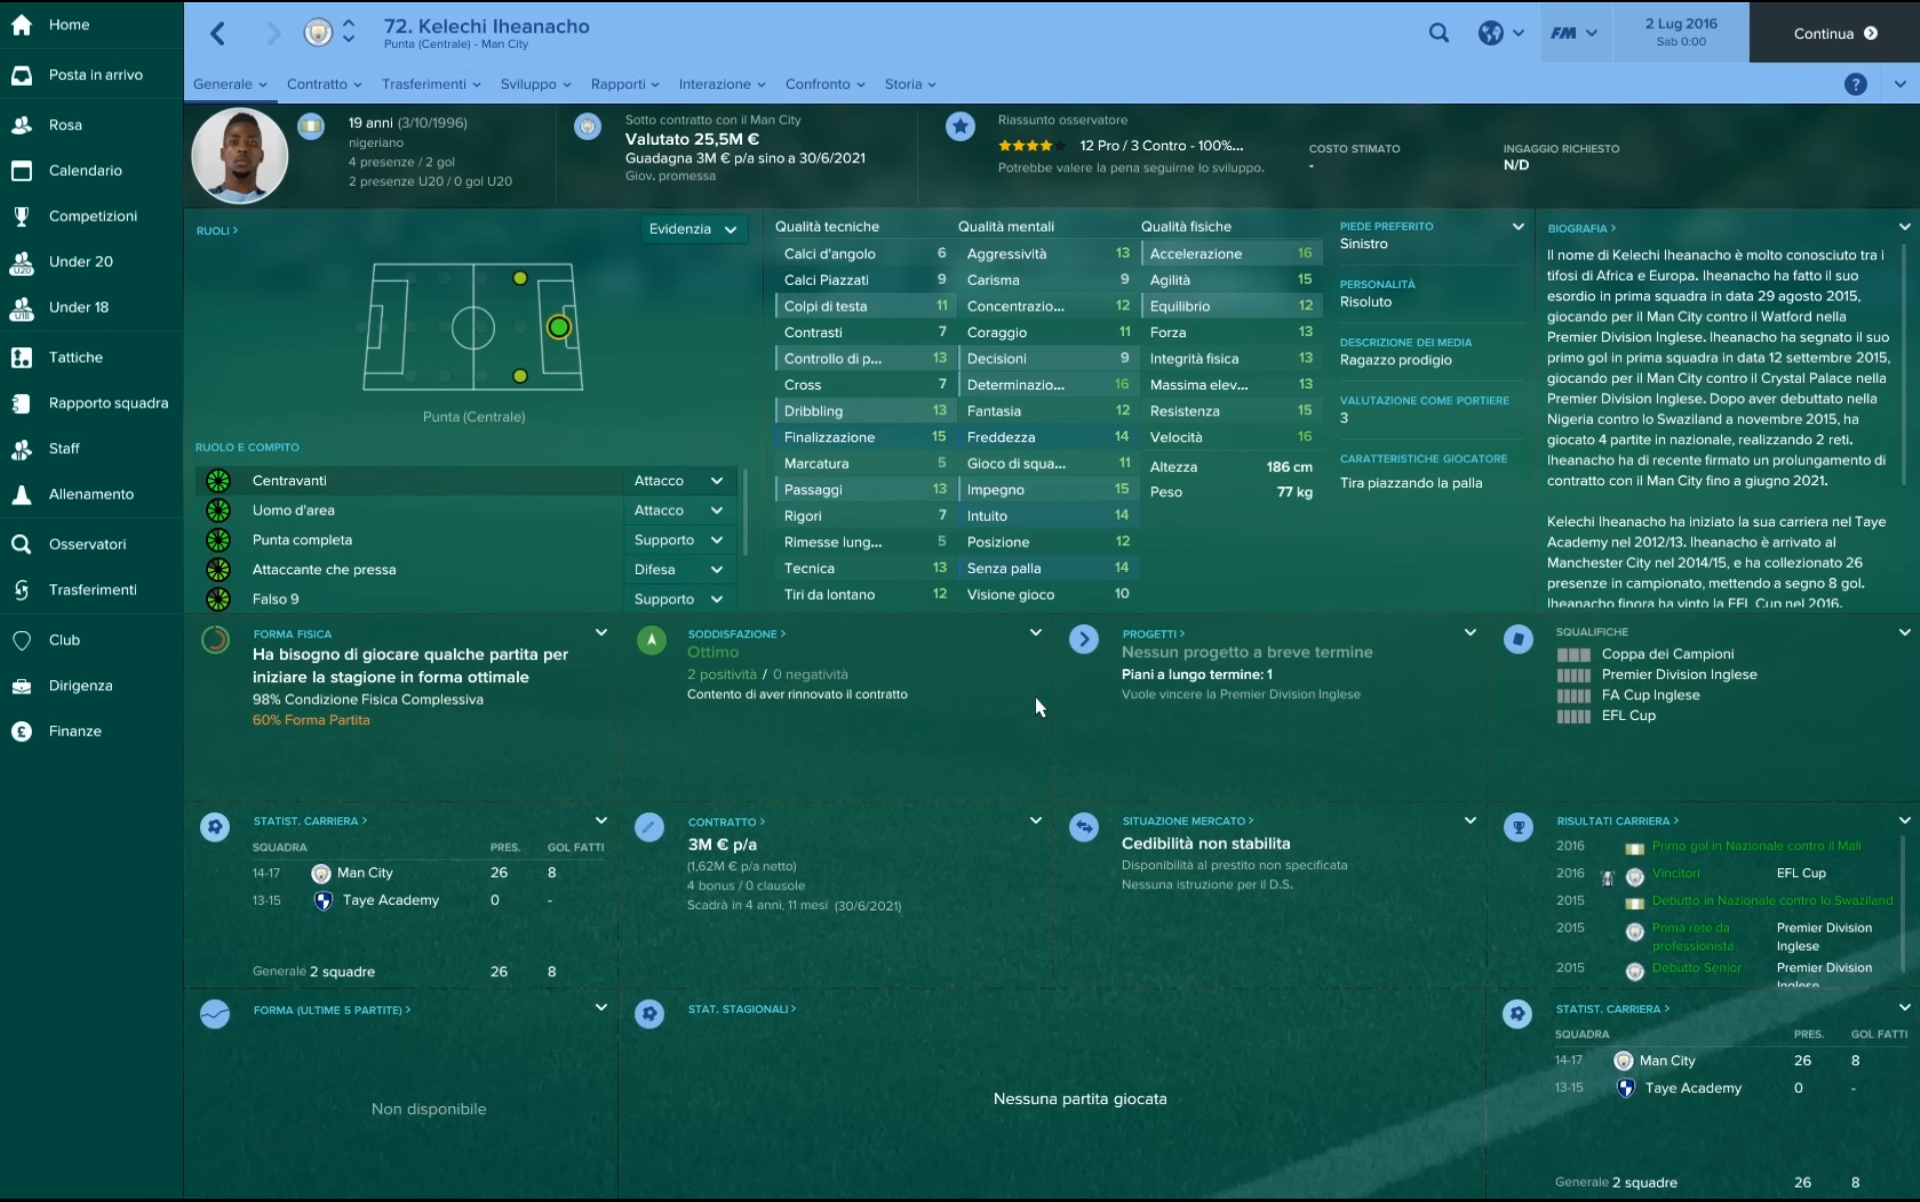 Home
Posta in arrivo
Rosa
Calendario
Competizioni
Under 20
Under 18
Tattiche
Rapporto squadra
Staff
Allenamento
Osservatori
Trasferimenti
Club
Dirigenza
Finanze
72. Kelechi Iheanacho
Punta (Centrale) - Man City
FM
2 Lug 2016
Sab 0:00
Continua
Generale Contratto Trasferimenti Sviluppo Rapporti Interazione Confronto Storia
?
19 anni (3/10/1996)
nigeriano
4 presenze / 2 gol
2 presenze U20 / 0 gol U20
Sotto contratto con il Man City
Valutato 25,5M €
Guadagna 3M € p/a sino a 30/6/2021
Giov. promessa
Riassunto osservatore
12 Pro / 3 Contro - 100%...
Potrebbe valere la pena seguirne lo sviluppo.
COSTO STIMATO
-
INGAGGIO RICHIESTO
N/D
RUOLI >
Evidenzia
Punta (Centrale)
RUOLO E COMPITO
Centravanti Attacco
Uomo d'area Attacco
Punta completa Supporto
Attaccante che pressa Difesa
Falso 9 Supporto
Qualità tecniche
Calci d'angolo 6
Calci Piazzati 9
Colpi di testa 11
Contrasti 7
Controllo di p... 13
Cross 7
Dribbling 13
Finalizzazione 15
Marcatura 5
Passaggi 13
Rigori 7
Rimesse lung... 5
Tecnica 13
Tiri da lontano 12
Qualità mentali
Aggressività 13
Carisma 9
Concentrazio... 12
Coraggio 11
Decisioni 9
Determinazio... 16
Fantasia 12
Freddezza 14
Gioco di squa... 11
Impegno 15
Intuito 14
Posizione 12
Senza palla 14
Visione gioco 10
Qualità fisiche
Accelerazione 16
Agilità 15
Equilibrio 12
Forza 13
Integrità fisica 13
Massima elev... 13
Resistenza 15
Velocità 16
Altezza 186 cm
Peso 77 kg
PIEDE PREFERITO
Sinistro
PERSONALITÀ
Risoluto
DESCRIZIONE DEI MEDIA
Ragazzo prodigio
VALUTAZIONE COME PORTIERE
3
CARATTERISTICHE GIOCATORE
Tira piazzando la palla
BIOGRAFIA >
Il nome di Kelechi Iheanacho è molto conosciuto tra i
tifosi di Africa e Europa. Iheanacho ha fatto il suo
esordio in prima squadra in data 29 agosto 2015,
giocando per il Man City contro il Watford nella
Premier Division Inglese. Iheanacho ha segnato il suo
primo gol in prima squadra in data 12 settembre 2015,
giocando per il Man City contro il Crystal Palace nella
Premier Division Inglese. Dopo aver debuttato nella
Nigeria contro lo Swaziland a novembre 2015, ha
giocato 4 partite in nazionale, realizzando 2 reti.
Iheanacho ha di recente firmato un prolungamento di
contratto con il Man City fino a giugno 2021.
Kelechi Iheanacho ha iniziato la sua carriera nel Taye
Academy nel 2012/13. Iheanacho è arrivato al
Manchester City nel 2014/15, e ha collezionato 26
presenze in campionato, mettendo a segno 8 gol.
Iheanacho finora ha vinto la EFL Cup nel 2016.
FORMA FISICA
Ha bisogno di giocare qualche partita per
iniziare la stagione in forma ottimale
98% Condizione Fisica Complessiva
60% Forma Partita
SODDISFAZIONE >
Ottimo
2 positività / 0 negatività
Contento di aver rinnovato il contratto
PROGETTI >
Nessun progetto a breve termine
Piani a lungo termine: 1
Vuole vincere la Premier Division Inglese
SQUALIFICHE
Coppa dei Campioni
Premier Division Inglese
FA Cup Inglese
EFL Cup
STATIST. CARRIERA >
SQUADRA PRES. GOL FATTI
14-17 Man City 26 8
13-15 Taye Academy 0 -
Generale 2 squadre 26 8
CONTRATTO >
3M € p/a
(1,62M € p/a netto)
4 bonus / 0 clausole
Scadrà in 4 anni, 11 mesi (30/6/2021)
SITUAZIONE MERCATO >
Cedibilità non stabilita
Disponibilità al prestito non specificata
Nessuna istruzione per il D.S.
RISULTATI CARRIERA >
2016 Primo gol in Nazionale contro il Mali
2016 Vincitori EFL Cup
2015 Debutto in Nazionale contro lo Swaziland
2015 Prima rete da professionista Premier Division Inglese
2015 Debutto Senior Premier Division Inglese
FORMA (ULTIME 5 PARTITE) >
Non disponibile
STAT. STAGIONALI >
Nessuna partita giocata
STATIST. CARRIERA >
SQUADRA PRES. GOL FATTI
14-17 Man City 26 8
13-15 Taye Academy 0 -
Generale 2 squadre 26 8